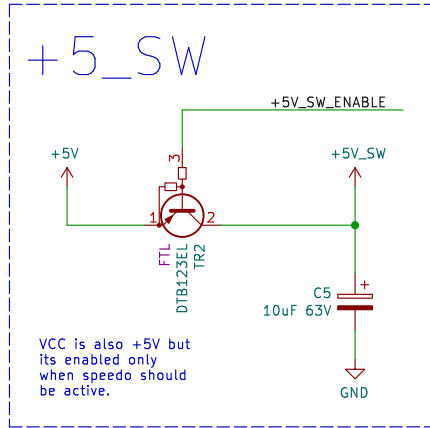 +5_SW
+5V_SW_ENABLE
+5V
3
+5V_SW
1
2
FTL
DTB123EL
TR2
+
C5
10uF 63V
VCC is also +5V but
its enabled only
when speedo should
be active.
GND